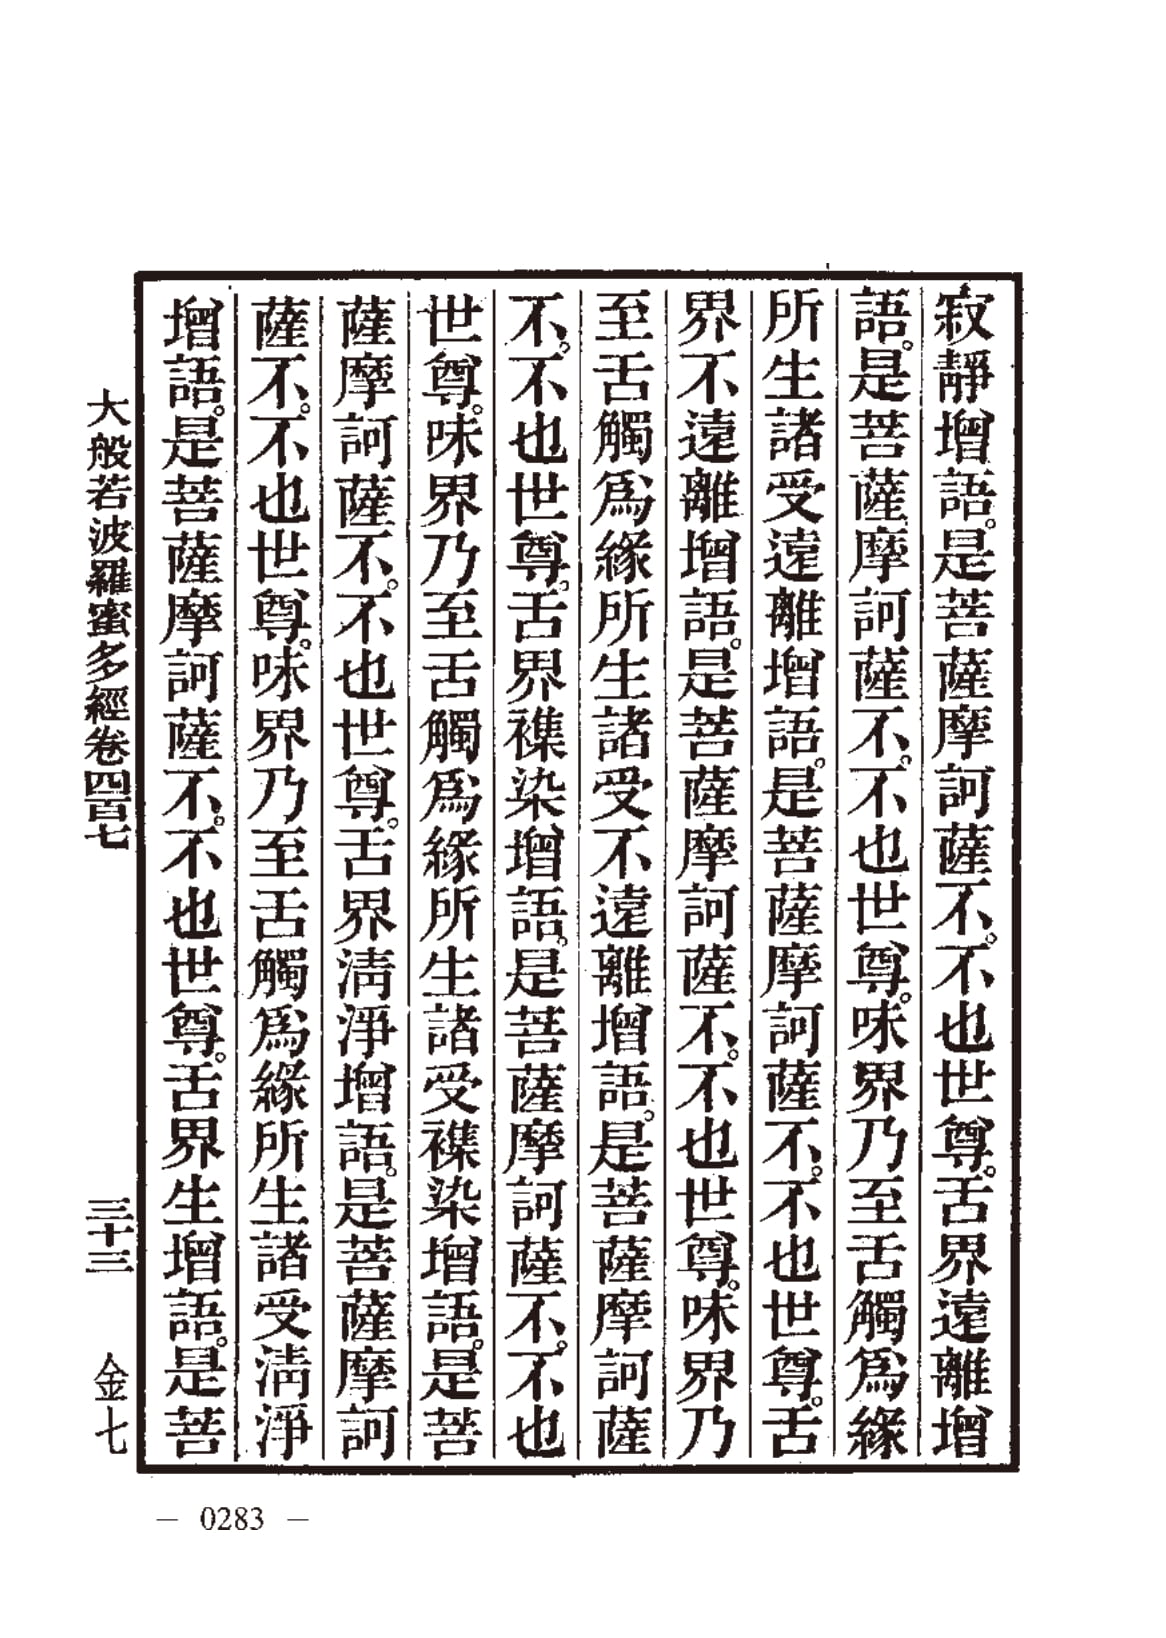 寂靜增語。是菩薩摩訶薩不。不也世尊。舌界遠離增
語。是菩薩摩訶薩不。不也世尊。味界乃至舌觸爲緣
所生諸受遠離增語。是菩薩摩訶薩不。不也世尊。舌
界不遠離增語。是菩薩摩訶薩不。不也世尊。味界乃
至舌觸爲緣所生諸受不遠離增語。是菩薩摩訶薩
不。不也世尊。舌界襍染增語。是菩薩摩訶薩不。不也
世尊。味界乃至舌觸爲緣所生諸受襍染增語。是菩
薩摩訶薩不。不也世尊。舌界淸淨增語。是菩薩摩訶
薩不。不也世尊。味界乃至舌觸爲緣所生諸受淸淨
增語。是菩薩摩訶薩不。不也世尊。舌界生增語。是菩
大般若波羅蜜多經卷四百七 三十三 金七
— 0283 —